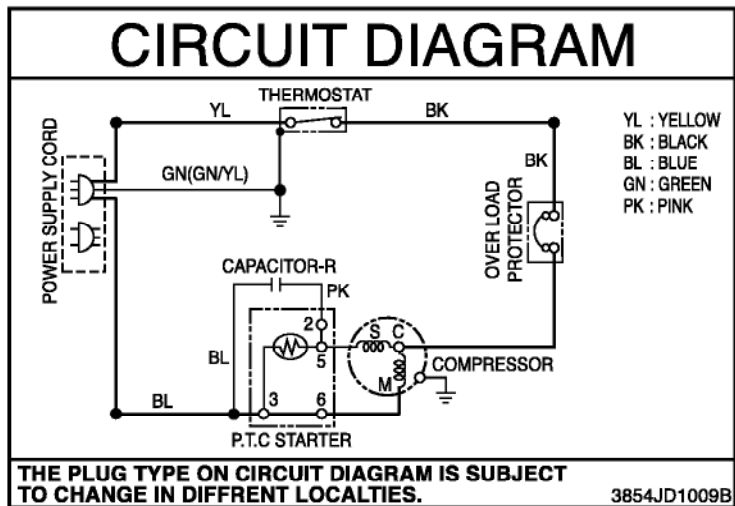 CIRCUIT DIAGRAM
THERMOSTAT
YL
BK
YL : YELLOW
BK : BLACK
BL : BLUE
GN : GREEN
PK : PINK
BK
POWER SUPPLY CORD
GN(GN/YL)
OVER LOAD
PROTECTOR
CAPACITOR-R
PK
2
S
C
BL
5
COMPRESSOR
M
BL
3
6
P.T.C STARTER
THE PLUG TYPE ON CIRCUIT DIAGRAM IS SUBJECT
TO CHANGE IN DIFFRENT LOCALTIES.
3854JD1009B